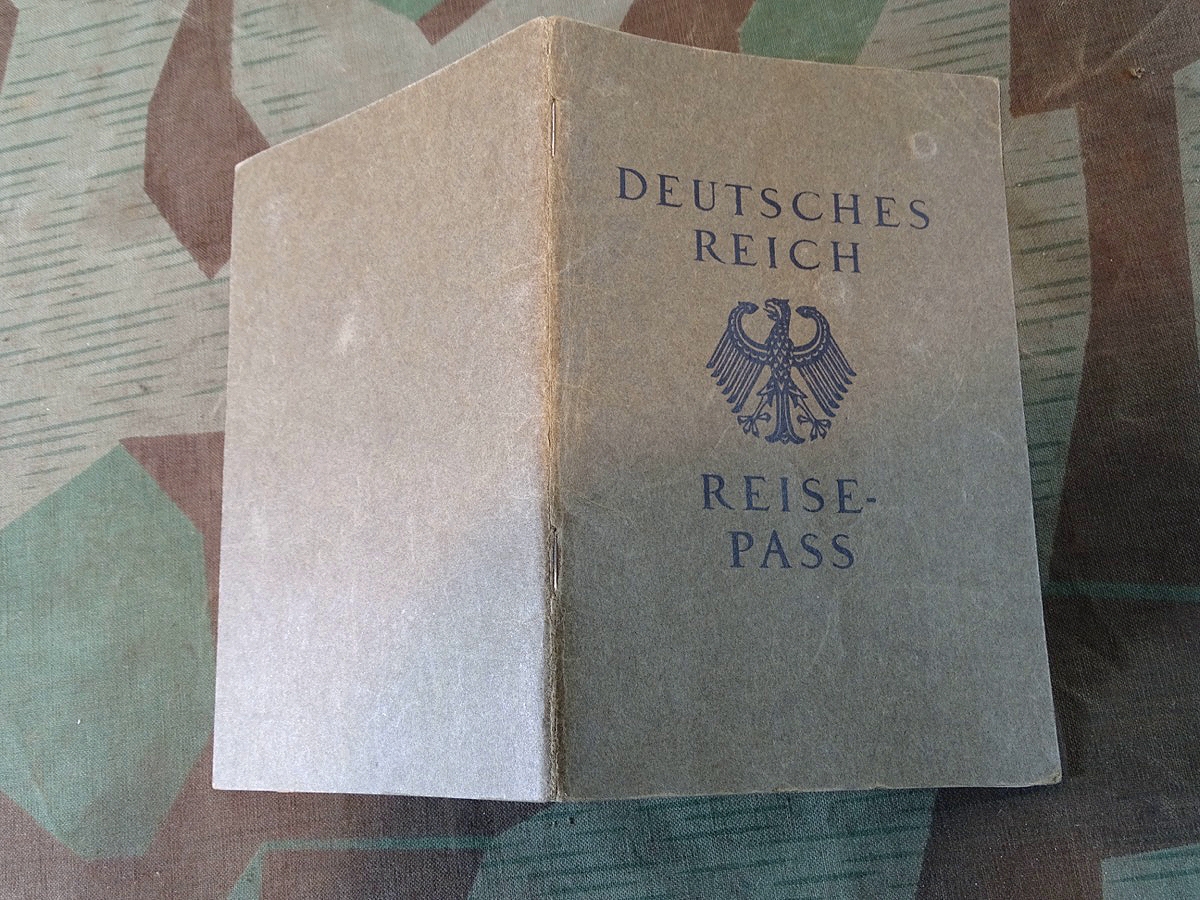 DEUTSCHES
REICH
REISE-
PASS